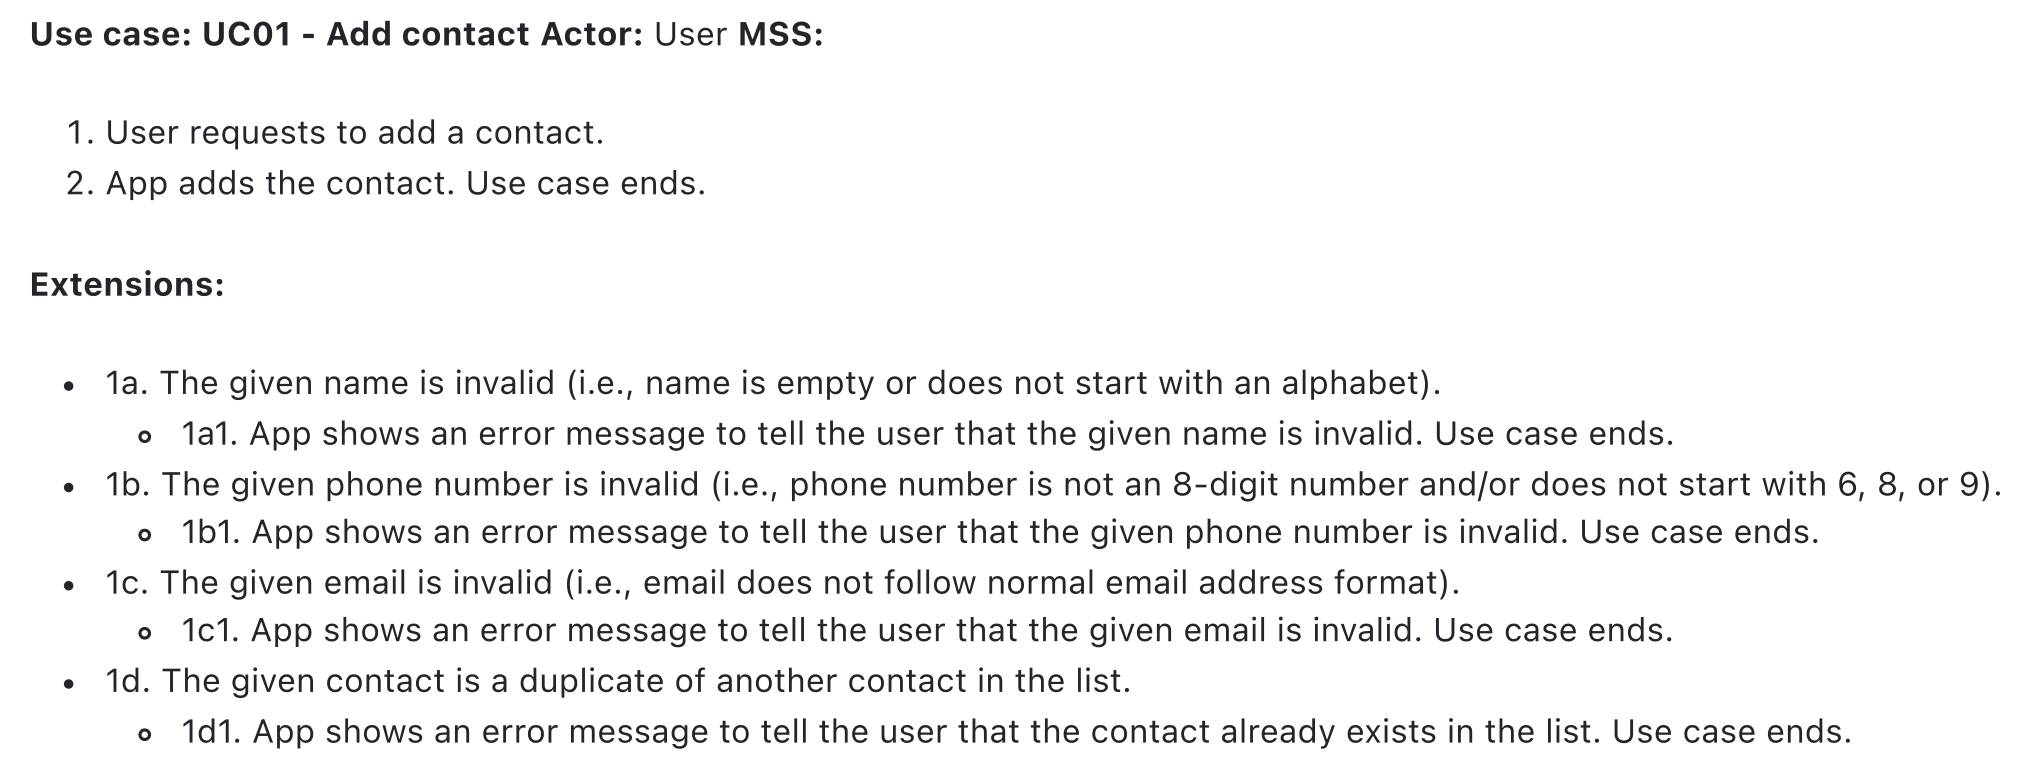 Use case: UC01 - Add contact Actor: User MSS:
1. User requests to add a contact.
2. App adds the contact. Use case ends.
Extensions:
• 1a. The given name is invalid (i.e., name is empty or does not start with an alphabet).
◦ 1a1. App shows an error message to tell the user that the given name is invalid. Use case ends.
• 1b. The given phone number is invalid (i.e., phone number is not an 8-digit number and/or does not start with 6, 8, or 9).
◦ 1b1. App shows an error message to tell the user that the given phone number is invalid. Use case ends.
• 1c. The given email is invalid (i.e., email does not follow normal email address format).
◦ 1c1. App shows an error message to tell the user that the given email is invalid. Use case ends.
• 1d. The given contact is a duplicate of another contact in the list.
◦ 1d1. App shows an error message to tell the user that the contact already exists in the list. Use case ends.